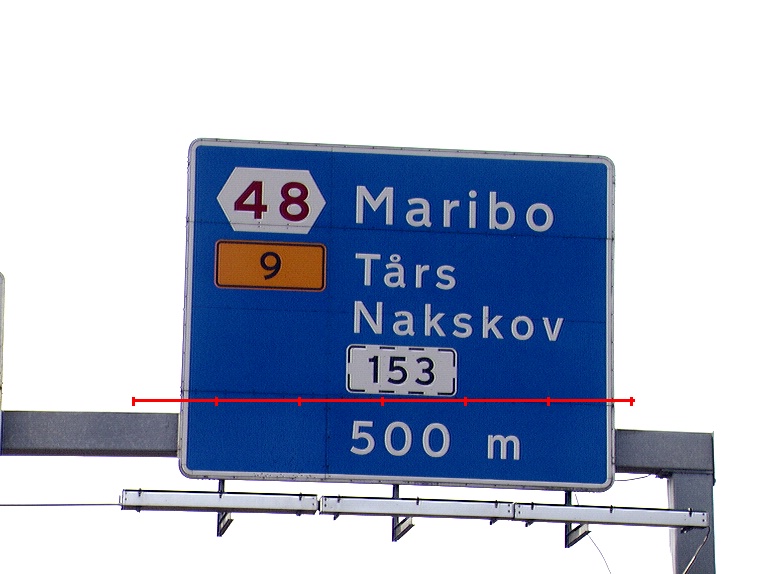 48 Maribo
9 Tårs
Nakskov
153
500 m